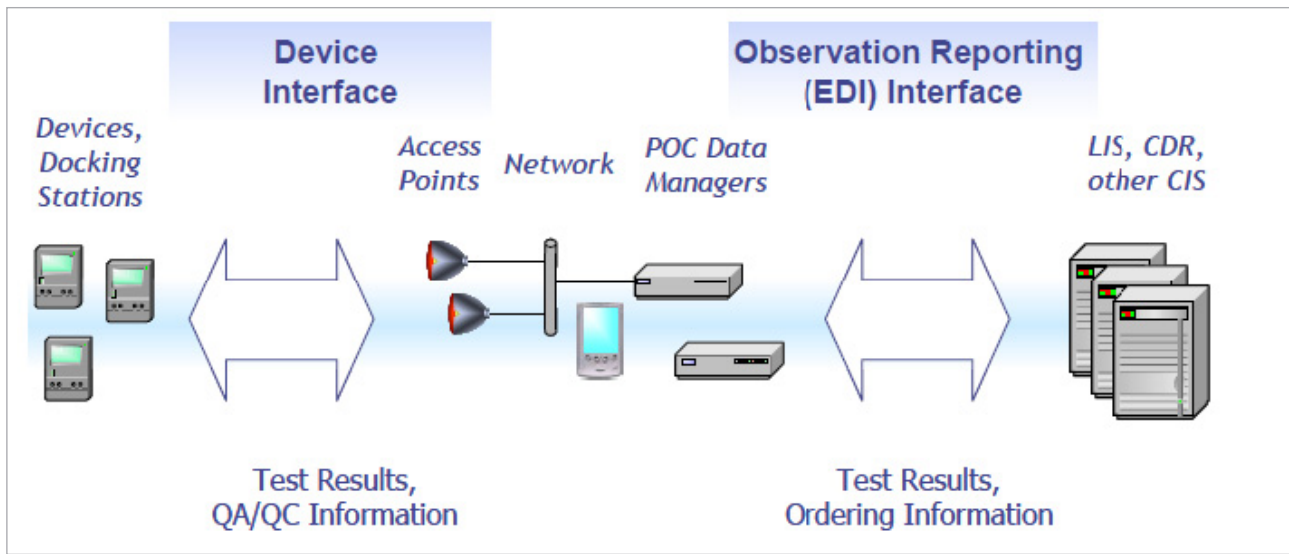 Device
Interface
Observation Reporting
(EDI) Interface
Devices,
Docking
Stations
Access
Points
Network
POC Data
Managers
LIS, CDR,
other CIS
Test Results,
QA/QC Information
Test Results,
Ordering Information